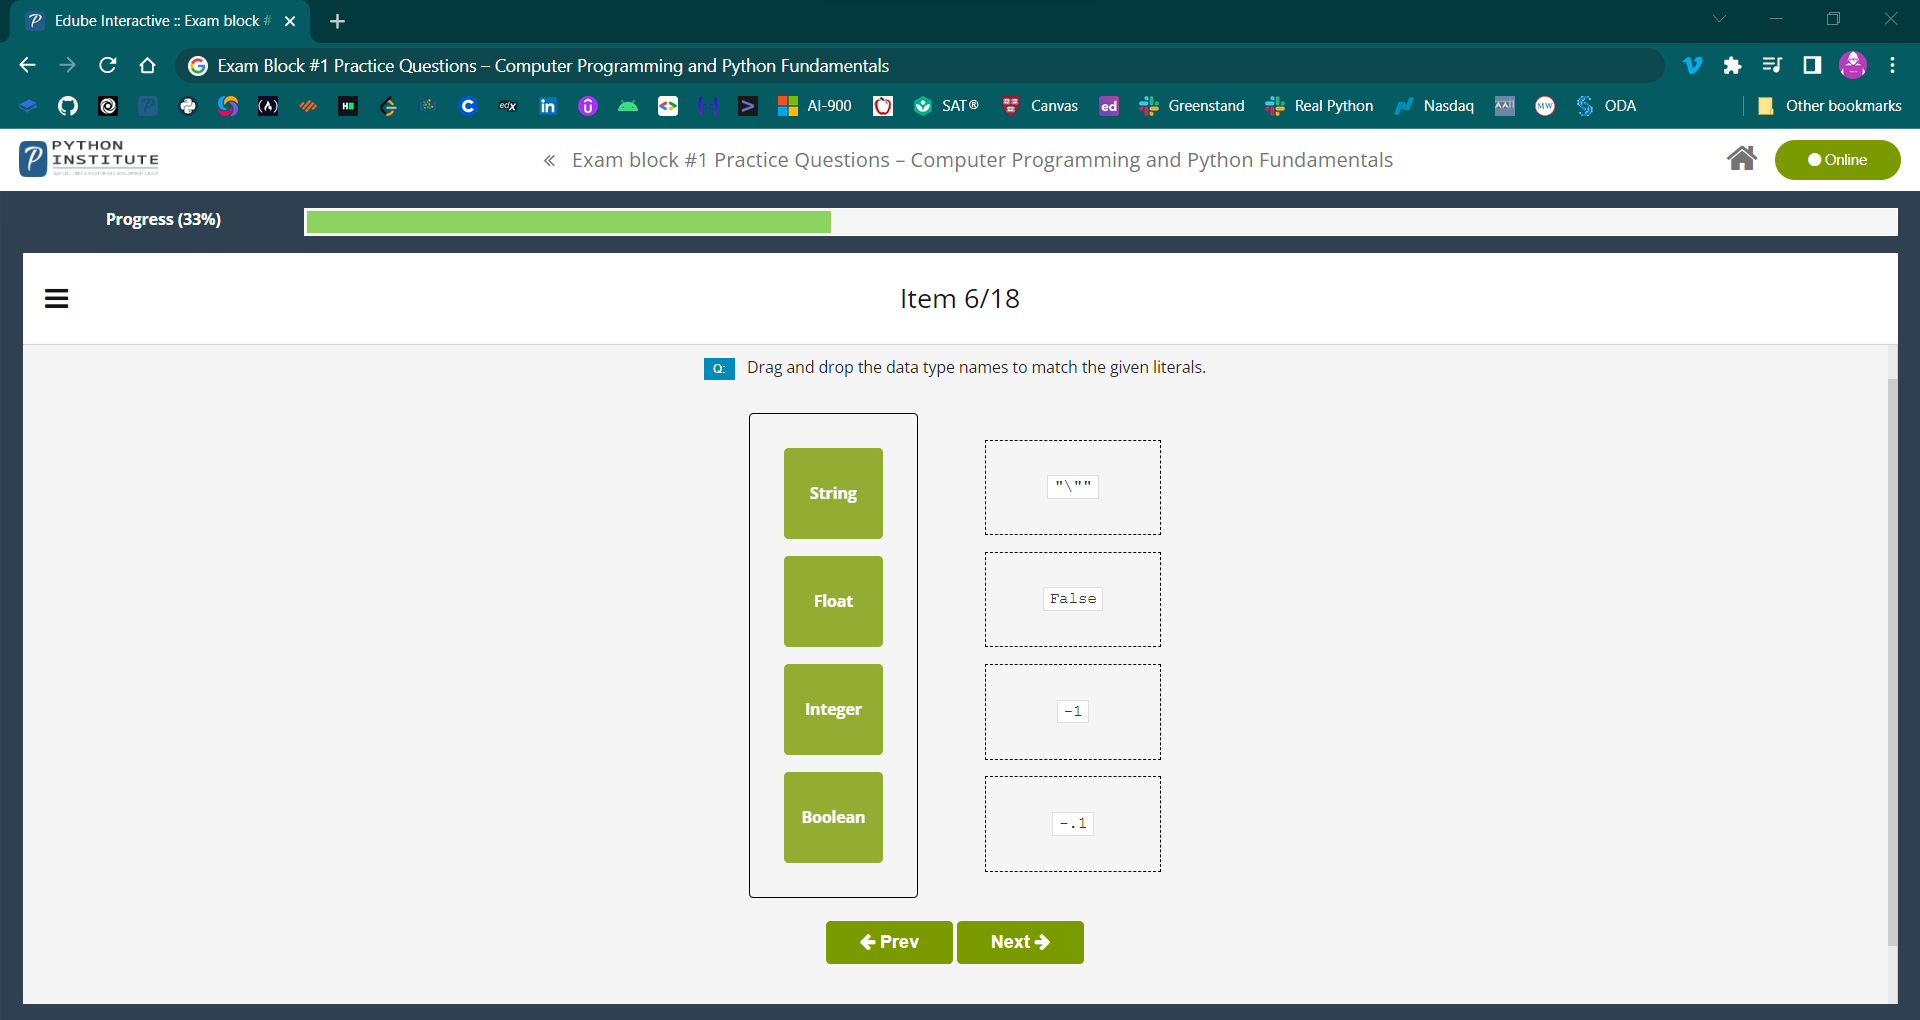 Edube Interactive :: Exam block #
Exam Block #1 Practice Questions – Computer Programming and Python Fundamentals
AI-900
SAT®
Canvas
ed
Greenstand
Real Python
Nasdaq
MW
ODA
Other bookmarks
PYTHON
INSTITUTE
« Exam block #1 Practice Questions – Computer Programming and Python Fundamentals
Online
Progress (33%)
Item 6/18
Q: Drag and drop the data type names to match the given literals.
String
"\""
Float
False
Integer
-1
Boolean
-.1
Prev
Next